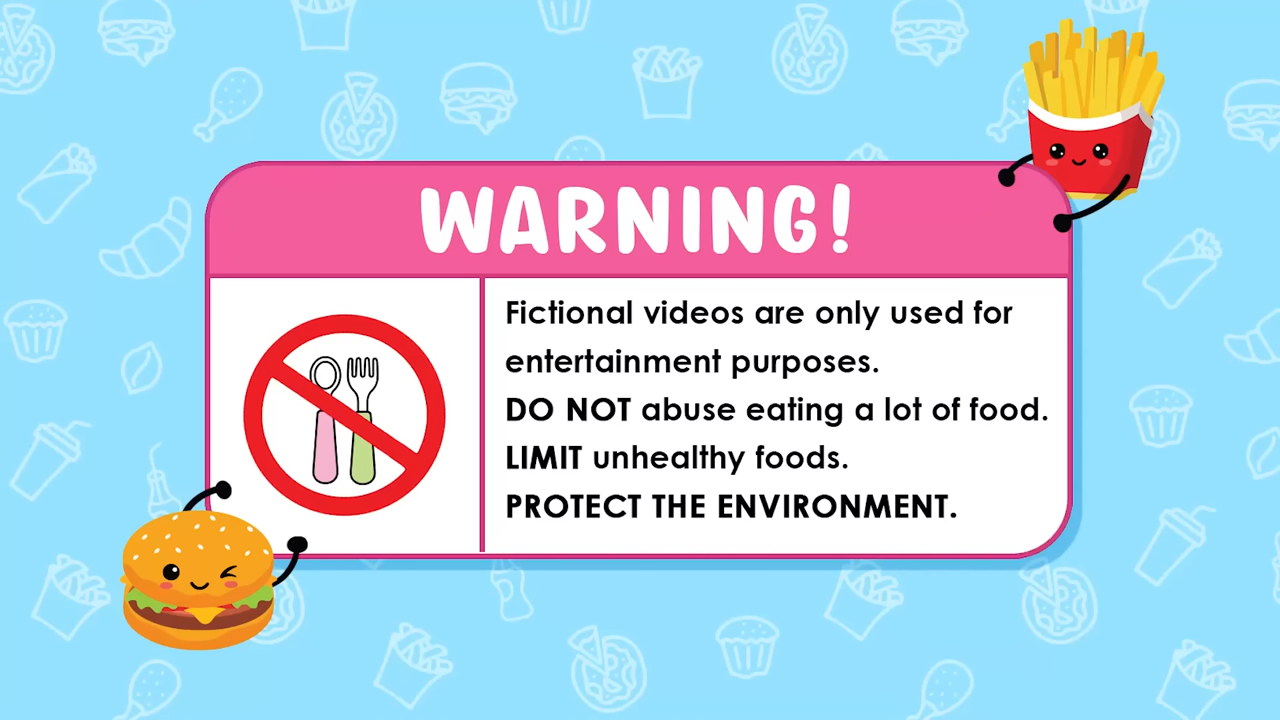 WARNING!
Fictional videos are only used for
entertainment purposes.
DO NOT abuse eating a lot of food.
LIMIT unhealthy foods.
PROTECT THE ENVIRONMENT.